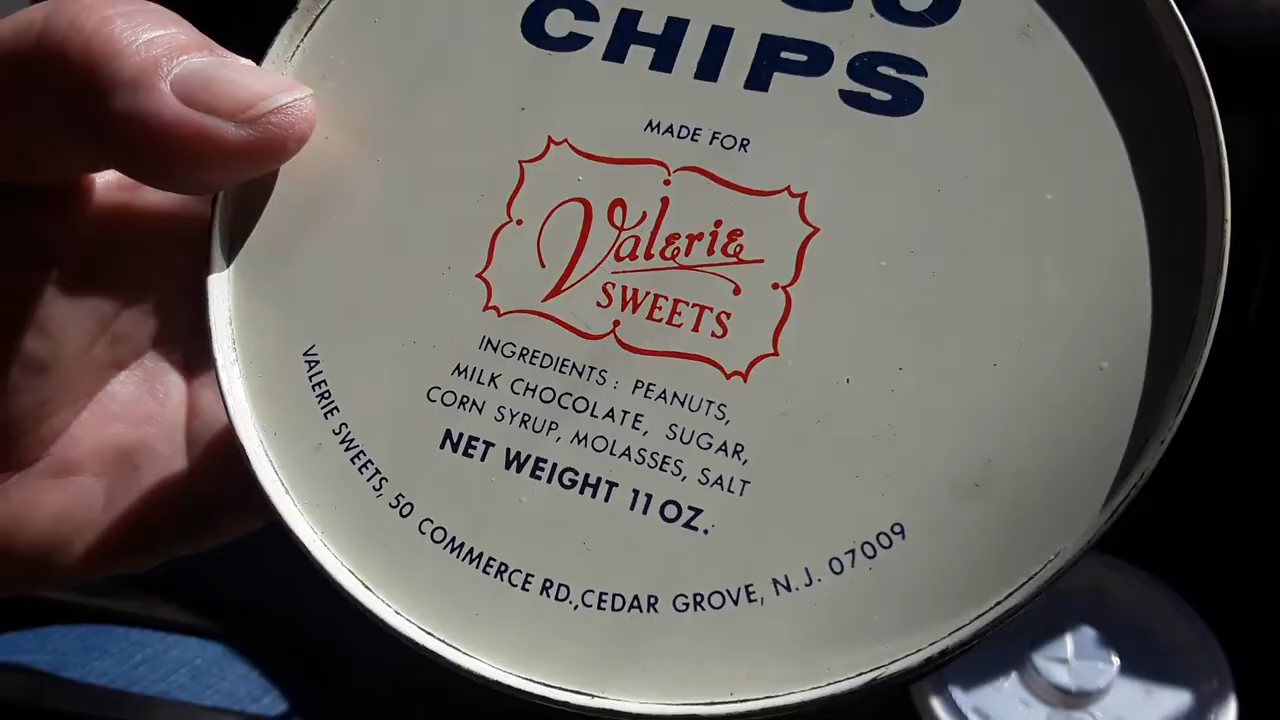 CHIPS
MADE FOR
Valerie
SWEETS
INGREDIENTS: PEANUTS,
MILK CHOCOLATE, SUGAR,
CORN SYRUP, MOLASSES, SALT
NET WEIGHT 11 OZ.
VALERIE SWEETS, 50 COMMERCE RD., CEDAR GROVE, N.J. 07009